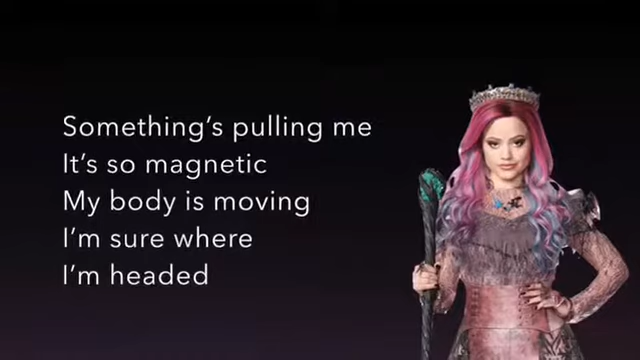 Something's pulling me
It's so magnetic
My body is moving
I'm sure where
I'm headed